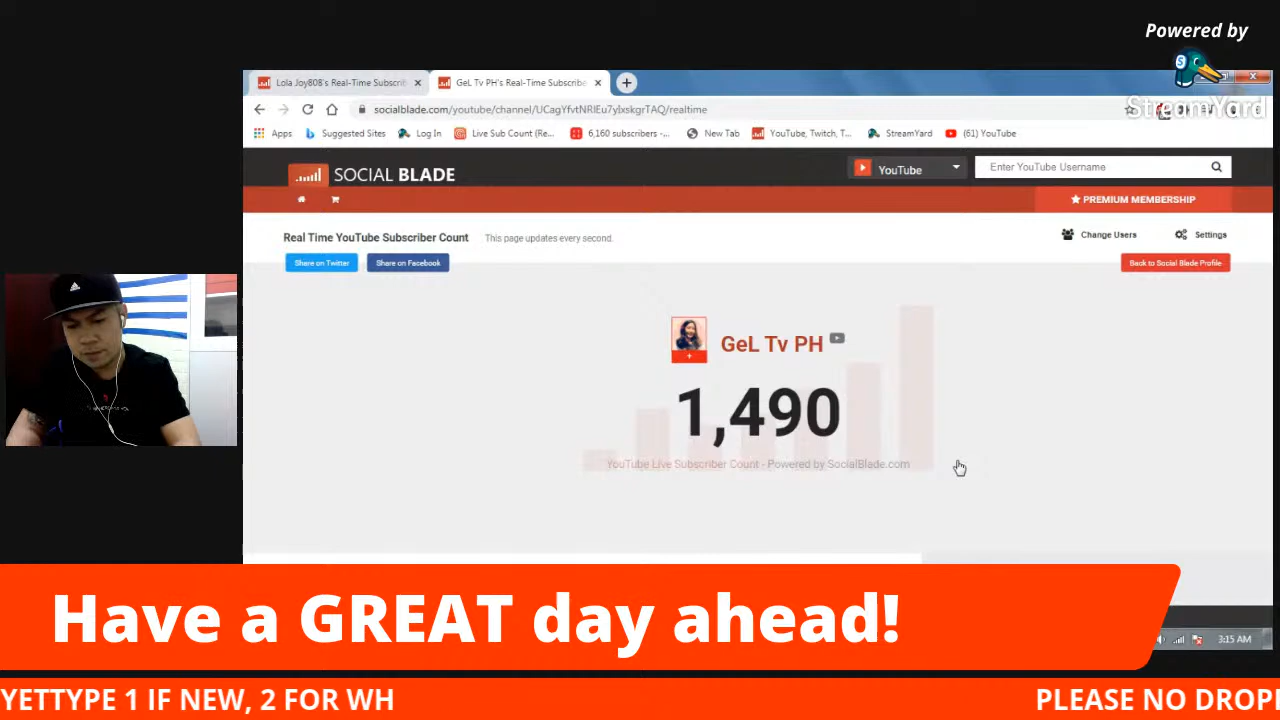 Powered by
StreamYard
Lola Joy808's Real-Time Subscrib
GeL Tv PH's Real-Time Subscribe
socialblade.com/youtube/channel/UCagYfvtNRlEu7yJxskgrTAQ/realtime
Apps Suggested Sites Log In Live Sub Count (Re... 6,160 subscribers -... New Tab YouTube, Twitch, T... StreamYard (61) YouTube
SOCIAL BLADE
YouTube
Enter YouTube Username
PREMIUM MEMBERSHIP
Real Time YouTube Subscriber Count This page updates every second.
Change Users Settings
Share on Twitter Share on Facebook
Back to Social Blade Profile
GeL Tv PH
1,490
YouTube Live Subscriber Count - Powered by SocialBlade.com
Have a GREAT day ahead!
3:15 AM
YETTYPE 1 IF NEW, 2 FOR WH
PLEASE NO DROP